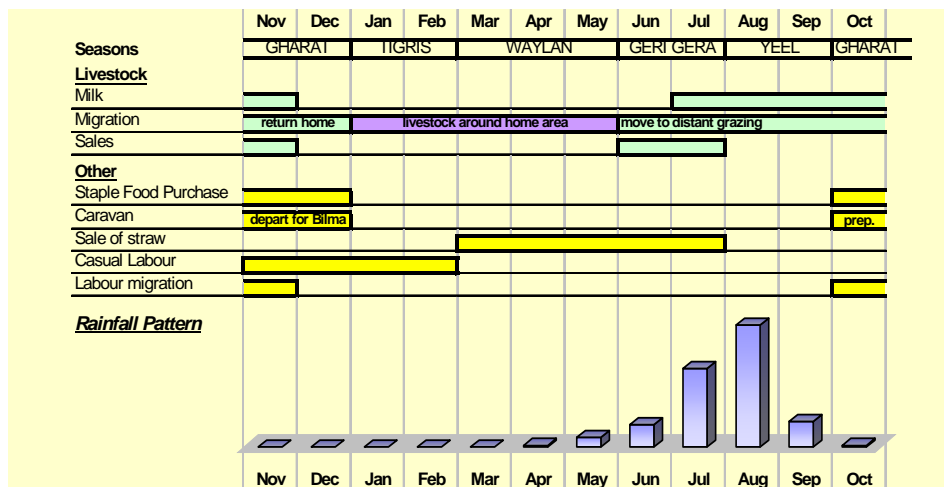 Nov Dec Jan Feb Mar Apr May Jun Jul Aug Sep Oct
Seasons GHARAT TIGRIS WAYLAN GERI GERA YEEL GHARAT
Livestock
Milk
Migration return home livestock around home area move to distant grazing
Sales
Other
Staple Food Purchase
Caravan depart for Bilma prep.
Sale of straw
Casual Labour
Labour migration
Rainfall Pattern
Nov Dec Jan Feb Mar Apr May Jun Jul Aug Sep Oct